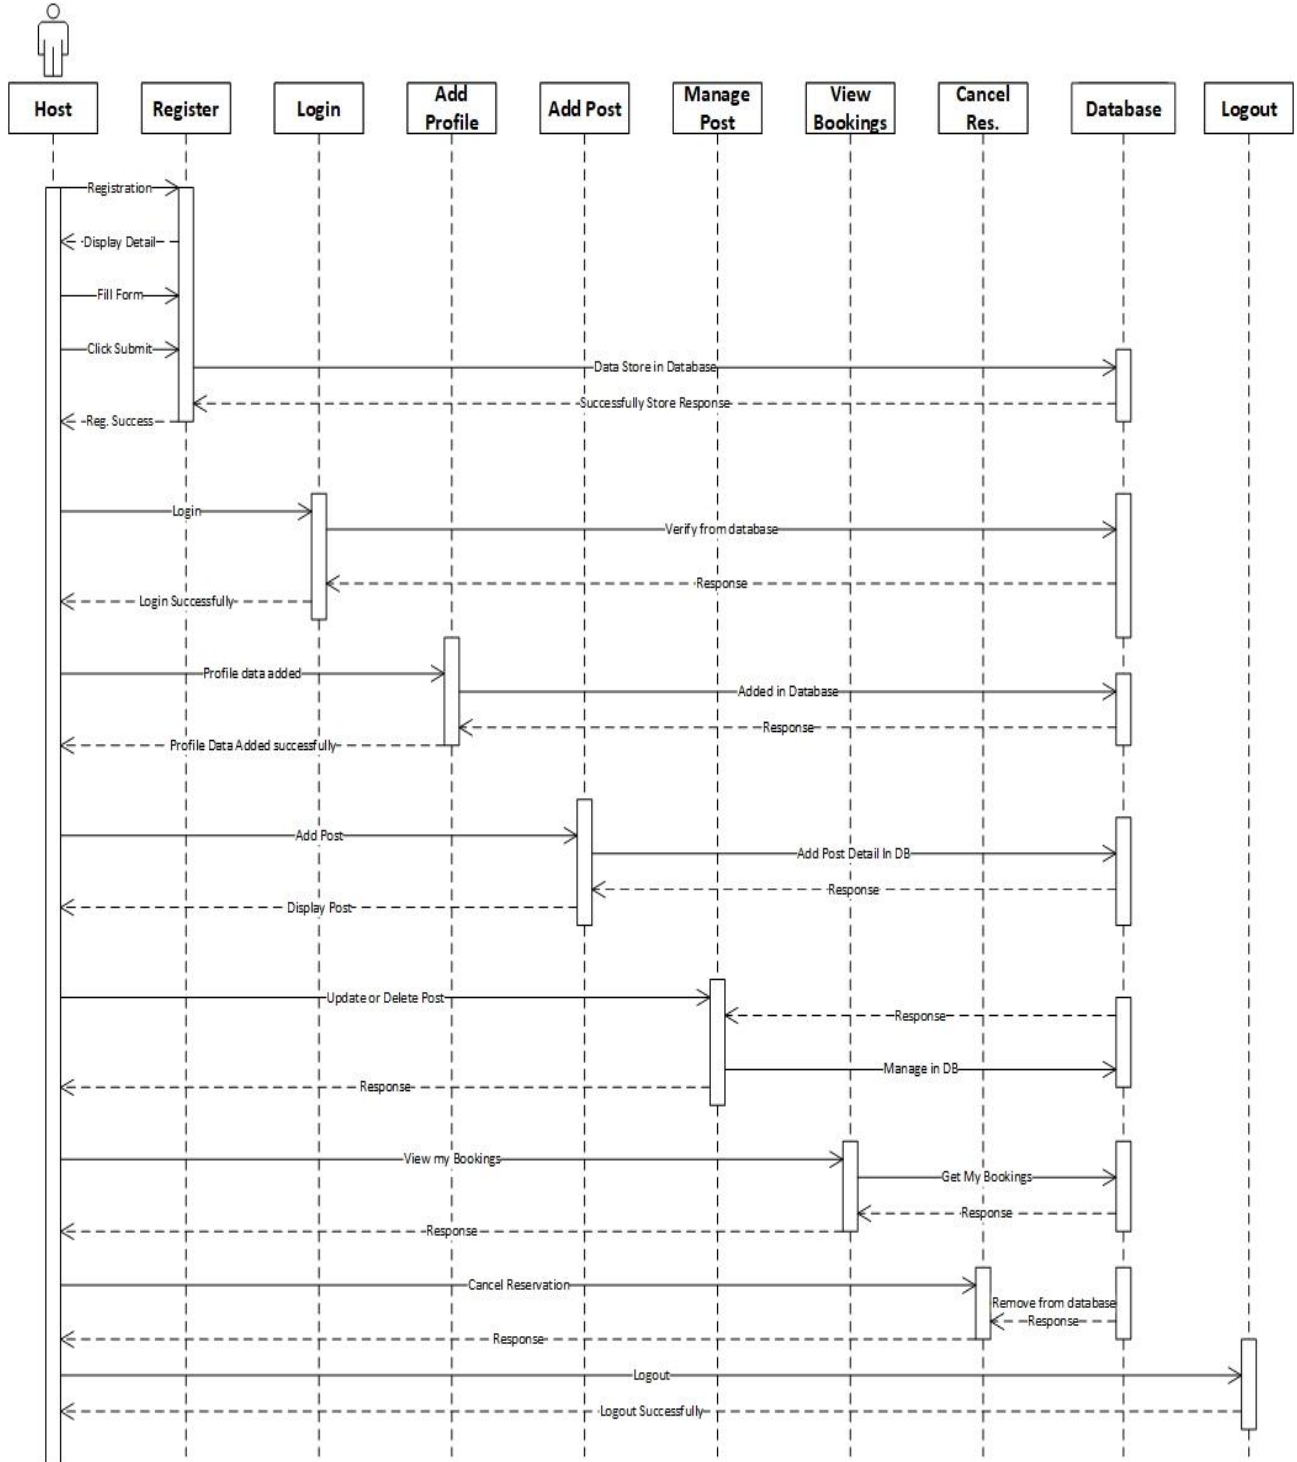 Host
Register
Login
Add
Profile
Add Post
Manage
Post
View
Bookings
Cancel
Res.
Database
Logout
Registration
Display Detail
Fill Form
Click Submit
Data Store in Database
Successfully Store Response
Reg. Success
Login
Verify from database
Response
Login Successfully
Profile data added
Added in Database
Response
Profile Data Added successfully
Add Post
Add Post Detail In DB
Response
Display Post
Update or Delete Post
Response
Manage in DB
Response
View my Bookings
Get My Bookings
Response
Response
Cancel Reservation
Remove from database
Response
Response
Logout
Logout Successfully